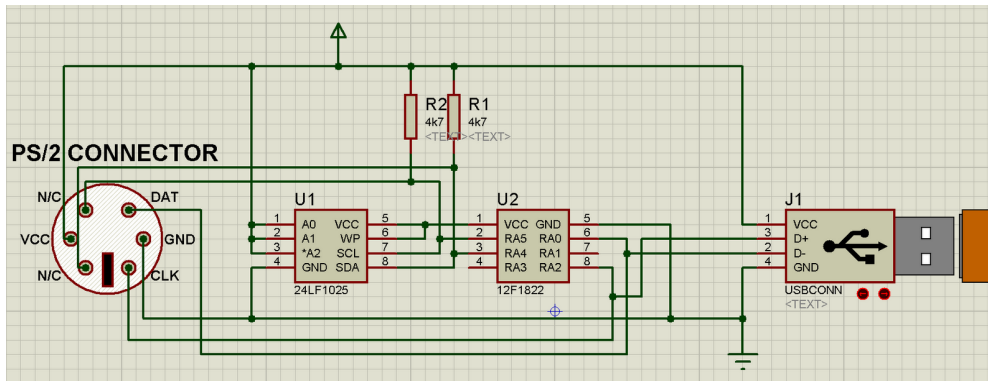 R2 R1
4k7 4k7
<TEXT> <TEXT>
PS/2 CONNECTOR
N/C DAT
VCC GND
N/C CLK
U1
1 A0 VCC 5
2 A1 WP 6
3 *A2 SCL 7
4 GND SDA 8
24LF1025
U2
1 VCC GND 5
2 RA5 RA0 6
3 RA4 RA1 7
4 RA3 RA2 8
12F1822
J1
1 VCC
3 D+
2 D-
4 GND
USBCONN
<TEXT>